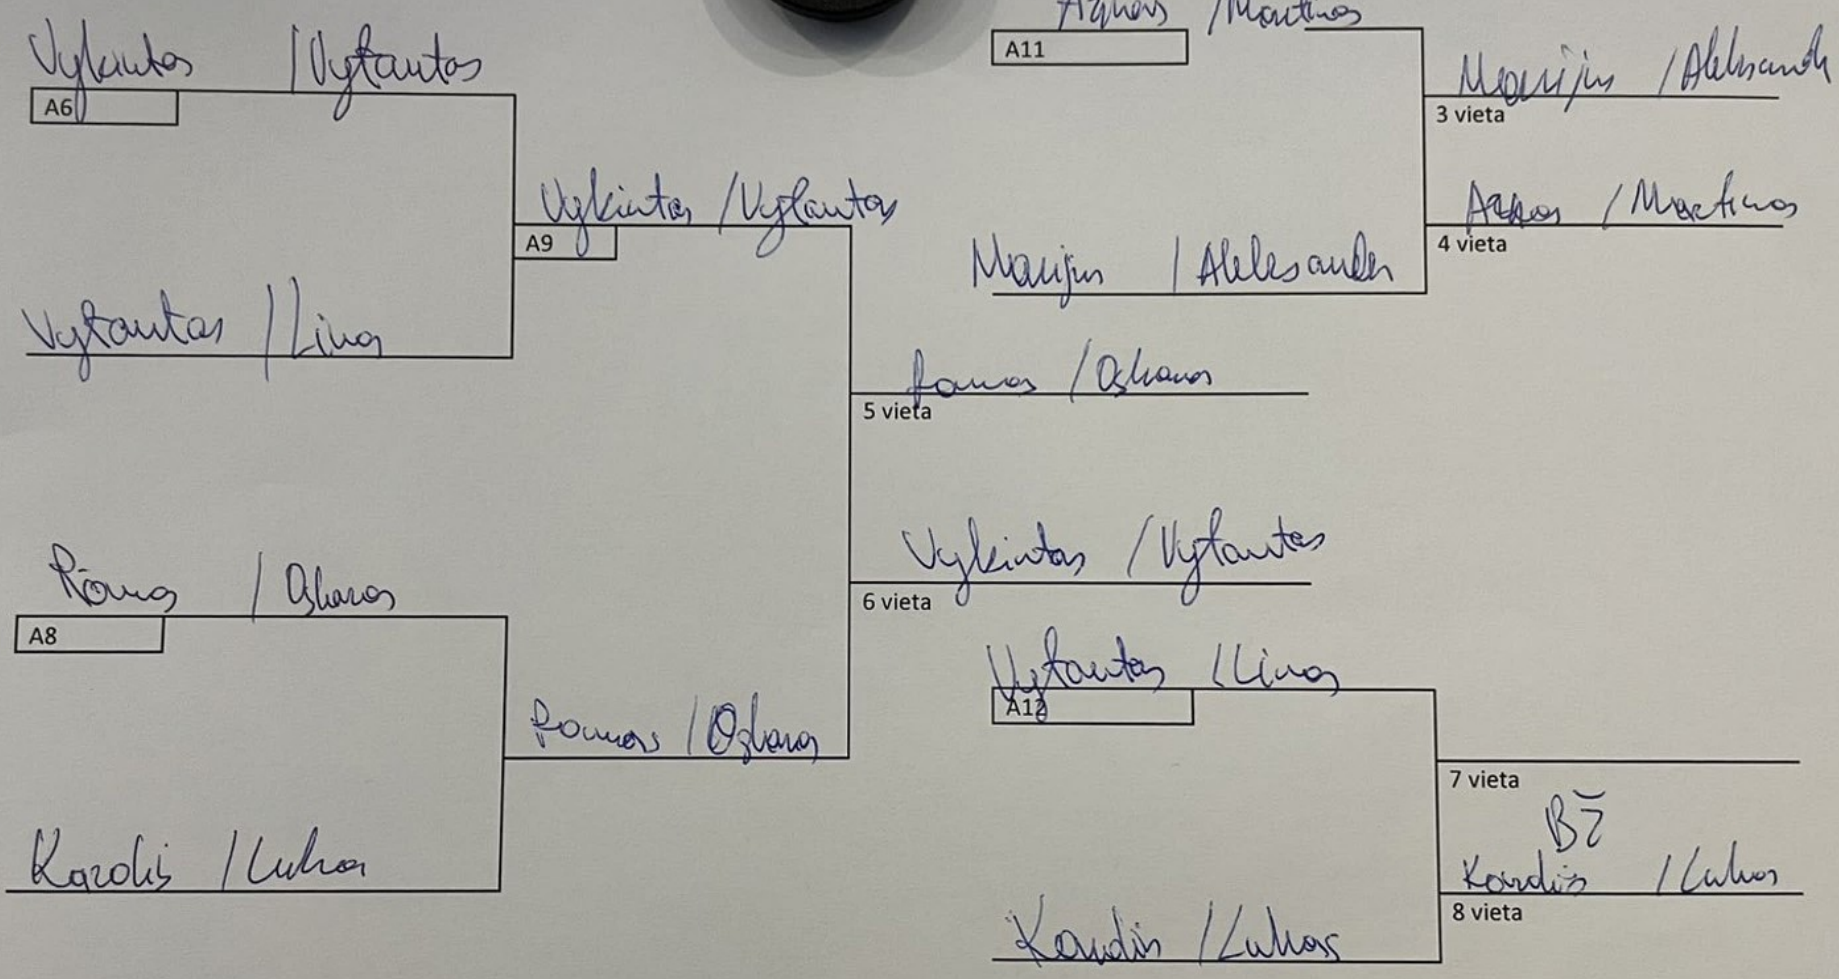 Vykintas / Vytautas
A6
Vytautas / Linas
Vykintas / Vytautas
A9
Romas / Oskaras
A8
Karolis / Lukas
Romas / Oskaras
Romas / Oskaras
5 vieta
Vykintas / Vytautas
6 vieta
/ Martinas
A11
Marijus / Aleksandr
Marijus / Aleksandr
3 vieta
/ Martinas
4 vieta
Vytautas / Linas
A12
Karolis / Lukas
7 vieta
BŽ
Karolis / Lukas
8 vieta